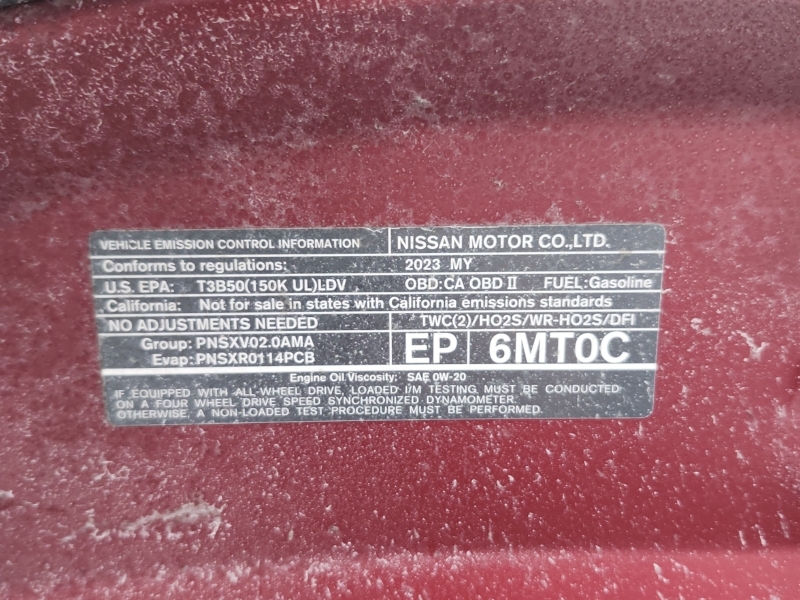 VEHICLE EMISSION CONTROL INFORMATION NISSAN MOTOR CO.,LTD.
Conforms to regulations: 2023 MY
U.S. EPA: T3B50(150K UL)LDV OBD:CA OBD II FUEL:Gasoline
California: Not for sale in states with California emissions standards
NO ADJUSTMENTS NEEDED TWC(2)/HO2S/WR-HO2S/DFI
Group: PNSXV02.0AMA
Evap: PNSXR0114PCB
EP 6MT0C
Engine Oil Viscosity: SAE 0W-20
IF EQUIPPED WITH ALL-WHEEL DRIVE, LOADED I/M TESTING MUST BE CONDUCTED
ON A FOUR WHEEL DRIVE SPEED SYNCHRONIZED DYNAMOMETER.
OTHERWISE, A NON-LOADED TEST PROCEDURE MUST BE PERFORMED.